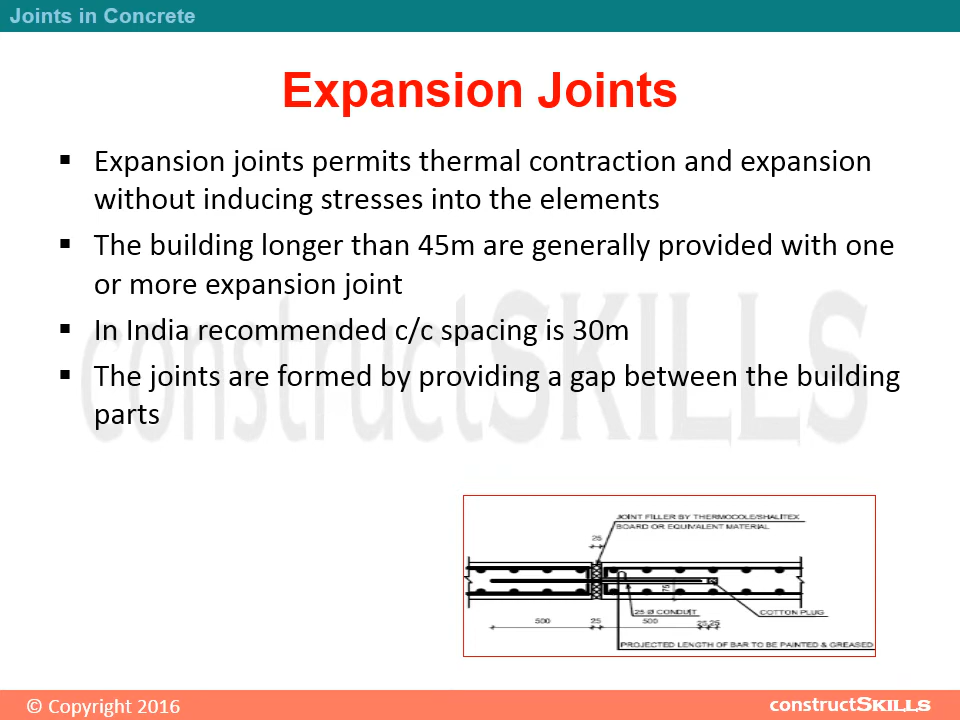 Joints in Concrete
Expansion Joints
▪ Expansion joints permits thermal contraction and expansion
without inducing stresses into the elements
▪ The building longer than 45m are generally provided with one
or more expansion joint
▪ In India recommended c/c spacing is 30m
▪ The joints are formed by providing a gap between the building
parts
constructSKILLS
JOINT FILLER BY THERMOCOLE/SHALITEX
BOARD OR EQUIVALENT MATERIAL
25
75
25 Ø CONDUIT
COTTON PLUG
500 25 500 25 25
PROJECTED LENGTH OF BAR TO BE PAINTED & GREASED
© Copyright 2016
constructSKILLS